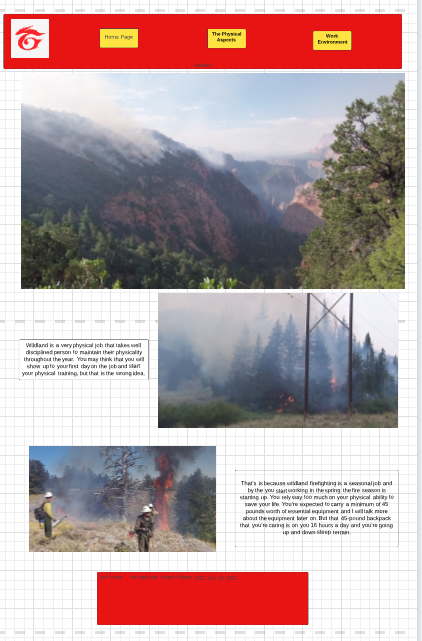 Home Page
The Physical
Aspects
Work
Environment
Wildland is a very physical job that takes well
disciplined person to maintain their physicality
throughout the year. You may think that you will
show up to your first day on the job and start
your physical training, but that is the wrong idea.
That's is because wildland firefighting is a seasonal job and
by the you start working in the spring the fire season is
starting up. You rely way too much on your physical ability to
save your life. You're expected to carry a minimum of 45
pounds worth of essential equipment, and I will talk more
about the equipment later on. But that 45-pound backpack
that you're caring is on you 16 hours a day and you're going
up and down steep terrain.